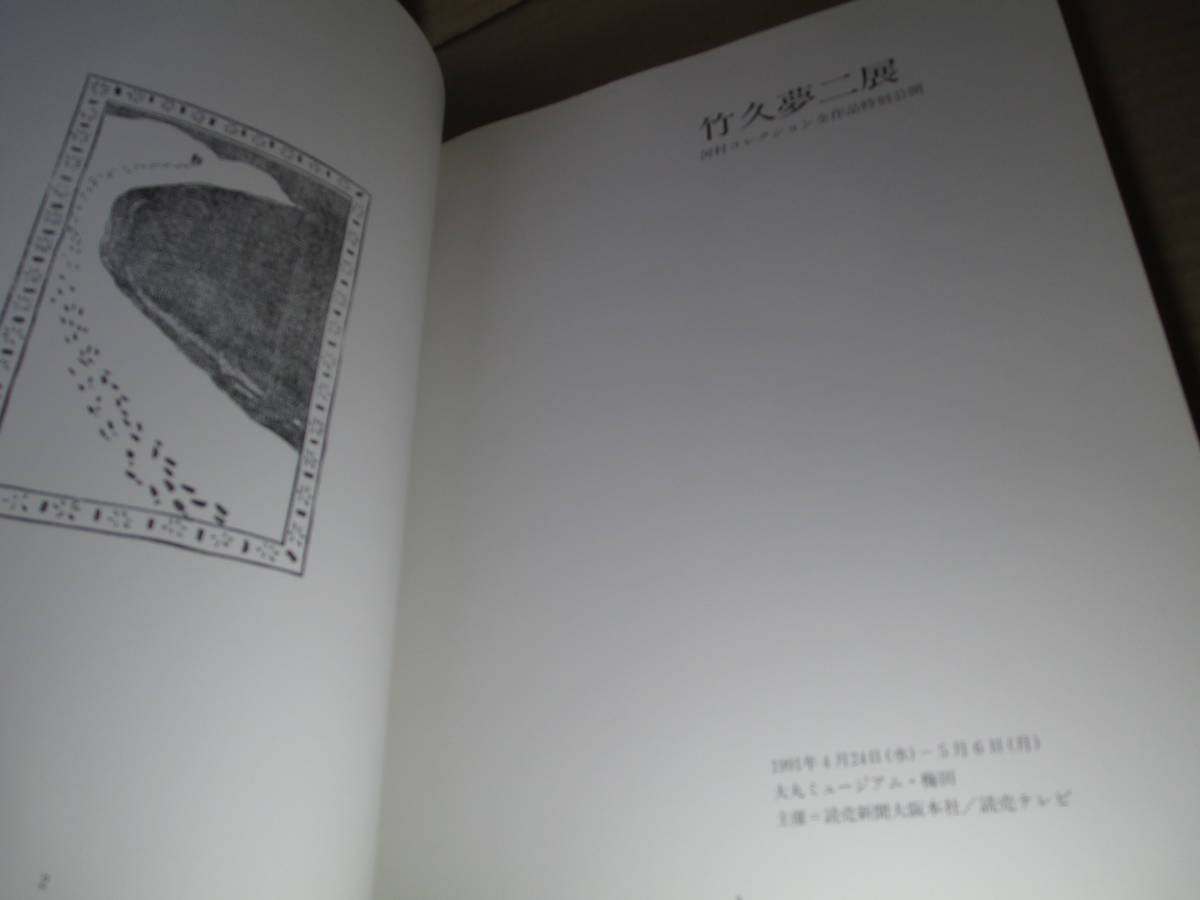 竹久夢二展
河村コレクション全作品特別公開
1991年4月24日(水)−5月6日(月)
大丸ミュージアム・梅田
主催=読売新聞大阪本社/読売テレビ
2